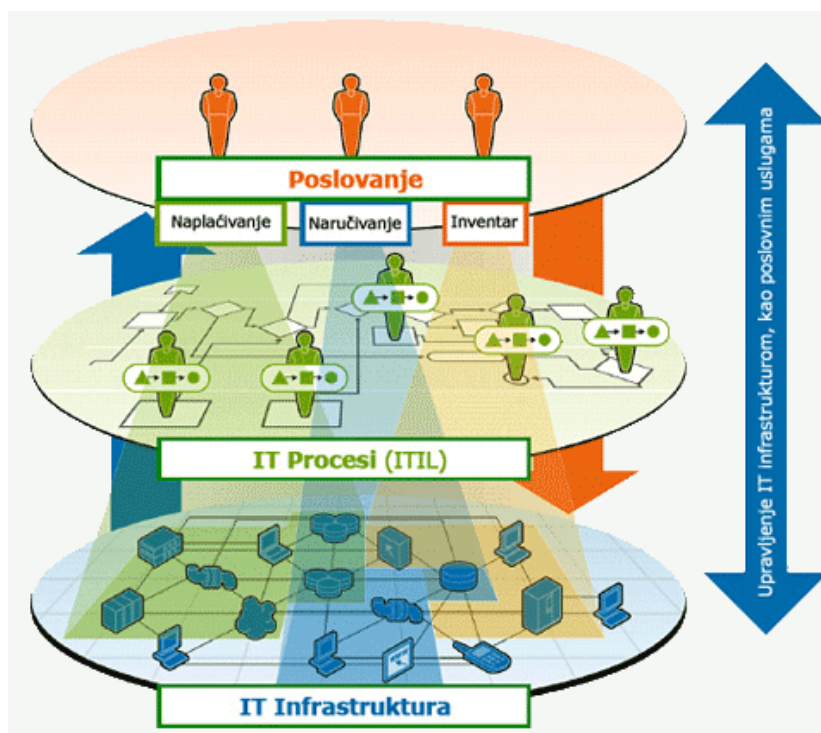 Poslovanje
Naplaćivanje
Naručivanje
Inventar
IT Procesi (ITIL)
IT Infrastruktura
Upravljenje IT infrastrukturom, kao poslovnim uslugama